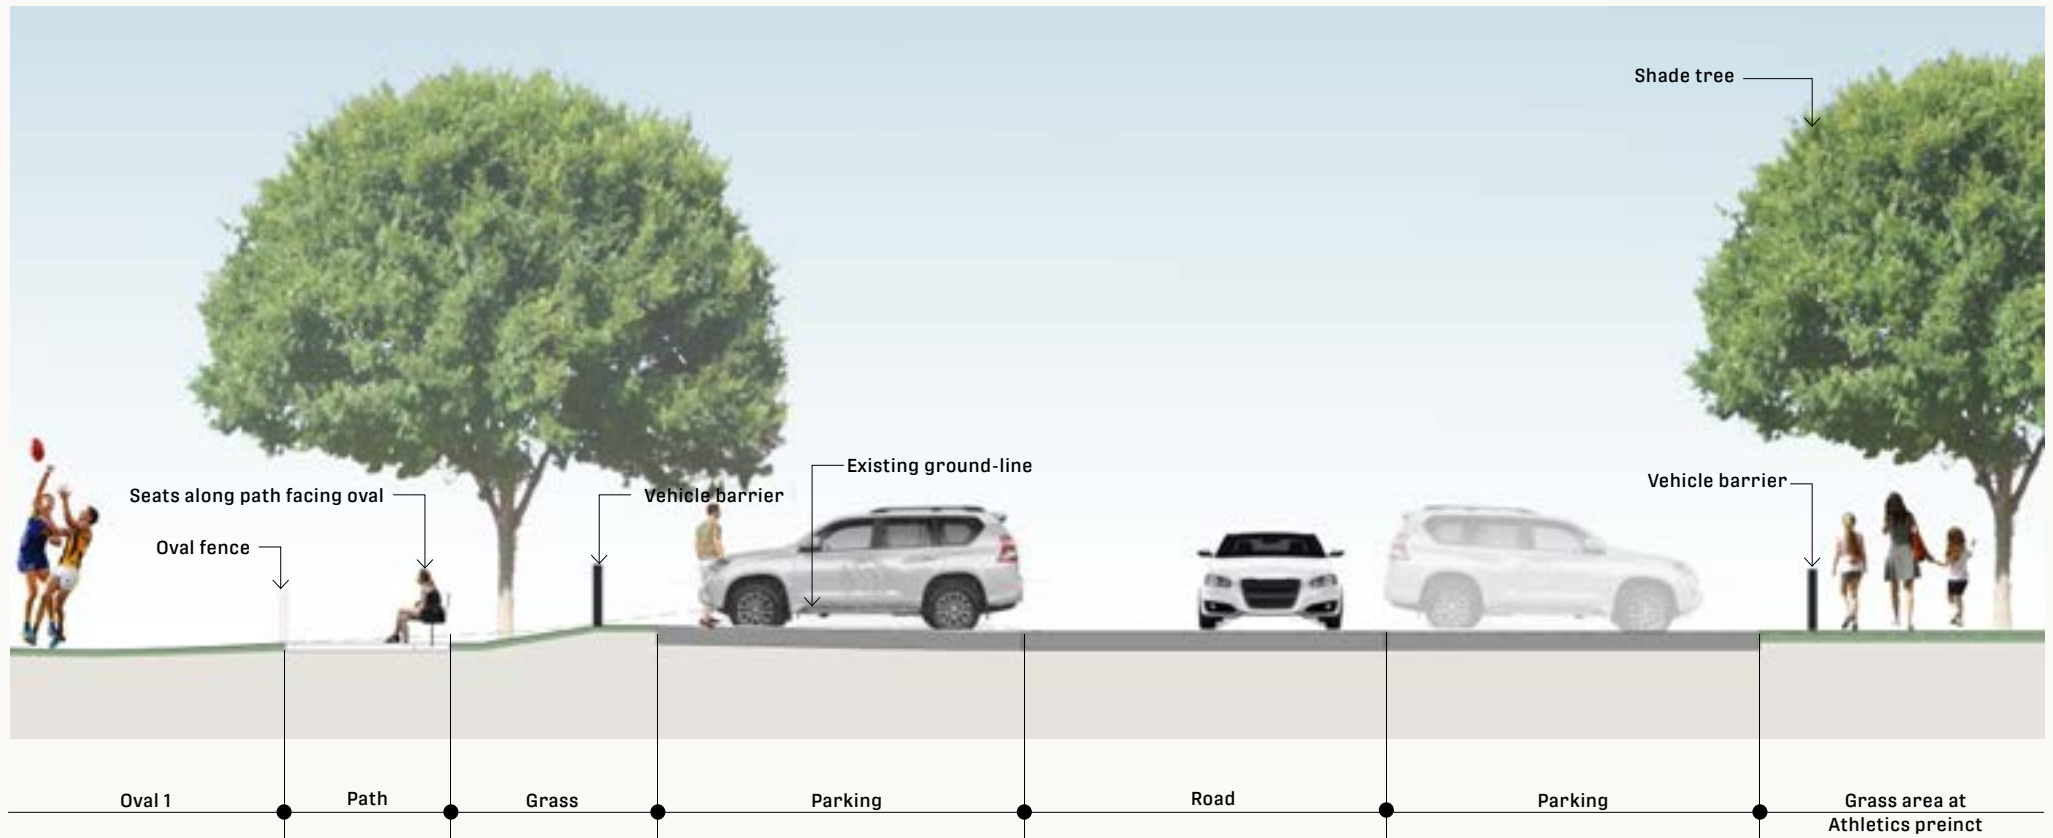 Shade tree
Existing ground-line
Seats along path facing oval
Vehicle barrier
Vehicle barrier
Oval fence
Oval 1
Path
Grass
Parking
Road
Parking
Grass area at
Athletics preinct